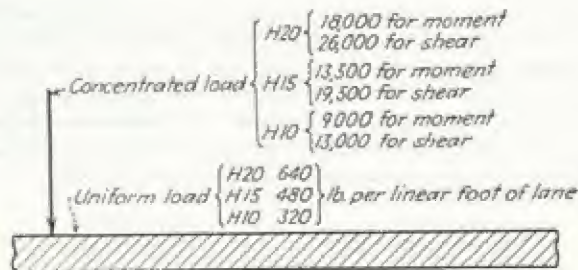 18,000 for moment
H20
26,000 for shear
13,500 for moment
Concentrated load H15
19,500 for shear
9000 for moment
H10
13,000 for shear
H20 640
Uniform load H15 480 lb. per linear foot of lane
H10 320